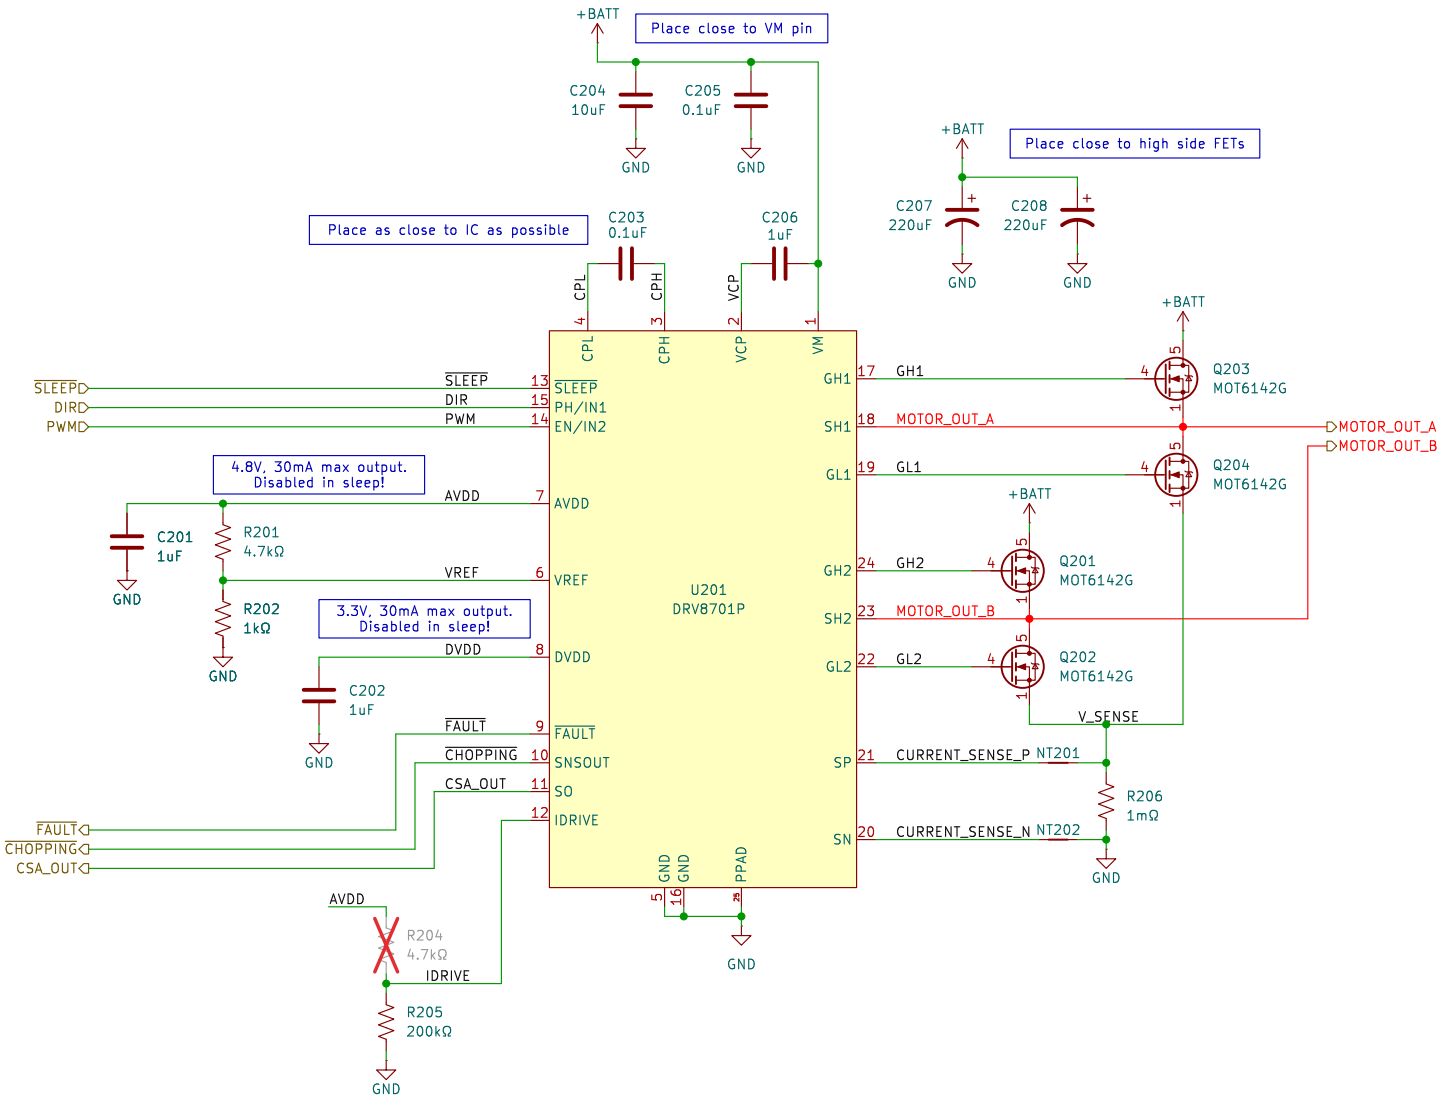 +BATT
Place close to VM pin
C204
10uF
C205
0.1uF
GND
GND
+BATT
Place close to high side FETs
C207
220uF
+
C208
220uF
+
GND
GND
Place as close to IC as possible
C203
0.1uF
C206
1uF
CPL
CPH
VCP
4
3
2
1
CPL
CPH
VCP
VM
+BATT
SLEEP
DIR
PWM
SLEEP
DIR
PWM
13
15
14
SLEEP
PH/IN1
EN/IN2
GH1
17
GH1
4
5
1
Q203
MOT6142G
SH1
18
MOTOR_OUT_A
MOTOR_OUT_A
MOTOR_OUT_B
GL1
19
GL1
4
5
1
Q204
MOT6142G
4.8V, 30mA max output.
Disabled in sleep!
AVDD
7
AVDD
C201
1uF
GND
R201
4.7kΩ
VREF
6
VREF
R202
1kΩ
GND
U201
DRV8701P
+BATT
GH2
24
GH2
4
5
1
Q201
MOT6142G
SH2
23
MOTOR_OUT_B
GL2
22
GL2
4
5
1
Q202
MOT6142G
3.3V, 30mA max output.
Disabled in sleep!
DVDD
8
DVDD
C202
1uF
GND
V_SENSE
FAULT
9
FAULT
CHOPPING
10
SNSOUT
CSA_OUT
11
SO
12
IDRIVE
SP
21
CURRENT_SENSE_P
NT201
R206
1mΩ
SN
20
CURRENT_SENSE_N
NT202
GND
FAULT
CHOPPING
CSA_OUT
GND
GND
PPAD
5
16
25
GND
AVDD
R204
4.7kΩ
IDRIVE
R205
200kΩ
GND